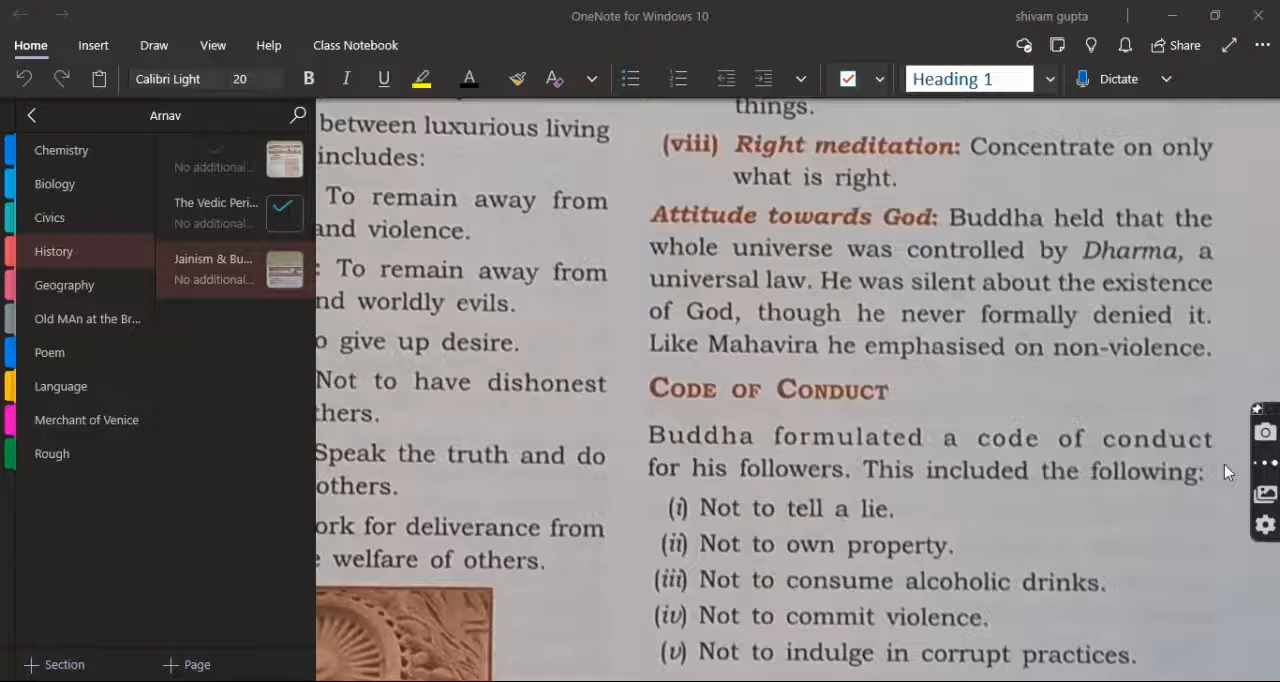 OneNote for Windows 10
shivam gupta
Home
Insert
Draw
View
Help
Class Notebook
Share
Calibri Light
20
B
I
U
A
A
Heading 1
Dictate
Arnav
Chemistry
Biology
Civics
History
Geography
Old MAn at the Br...
Poem
Language
Merchant of Venice
Rough
No additional...
The Vedic Peri...
No additional...
Jainism & Bu...
No additional...
+ Section
+ Page
between luxurious living
includes:
To remain away from
and violence.
: To remain away from
nd worldly evils.
o give up desire.
Not to have dishonest
thers.
Speak the truth and do
others.
ork for deliverance from
e welfare of others.
things.
(viii) Right meditation: Concentrate on only
what is right.
Attitude towards God: Buddha held that the
whole universe was controlled by Dharma, a
universal law. He was silent about the existence
of God, though he never formally denied it.
Like Mahavira he emphasised on non-violence.
CODE OF CONDUCT
Buddha formulated a code of conduct
for his followers. This included the following:
(i) Not to tell a lie.
(ii) Not to own property.
(iii) Not to consume alcoholic drinks.
(iv) Not to commit violence.
(v) Not to indulge in corrupt practices.